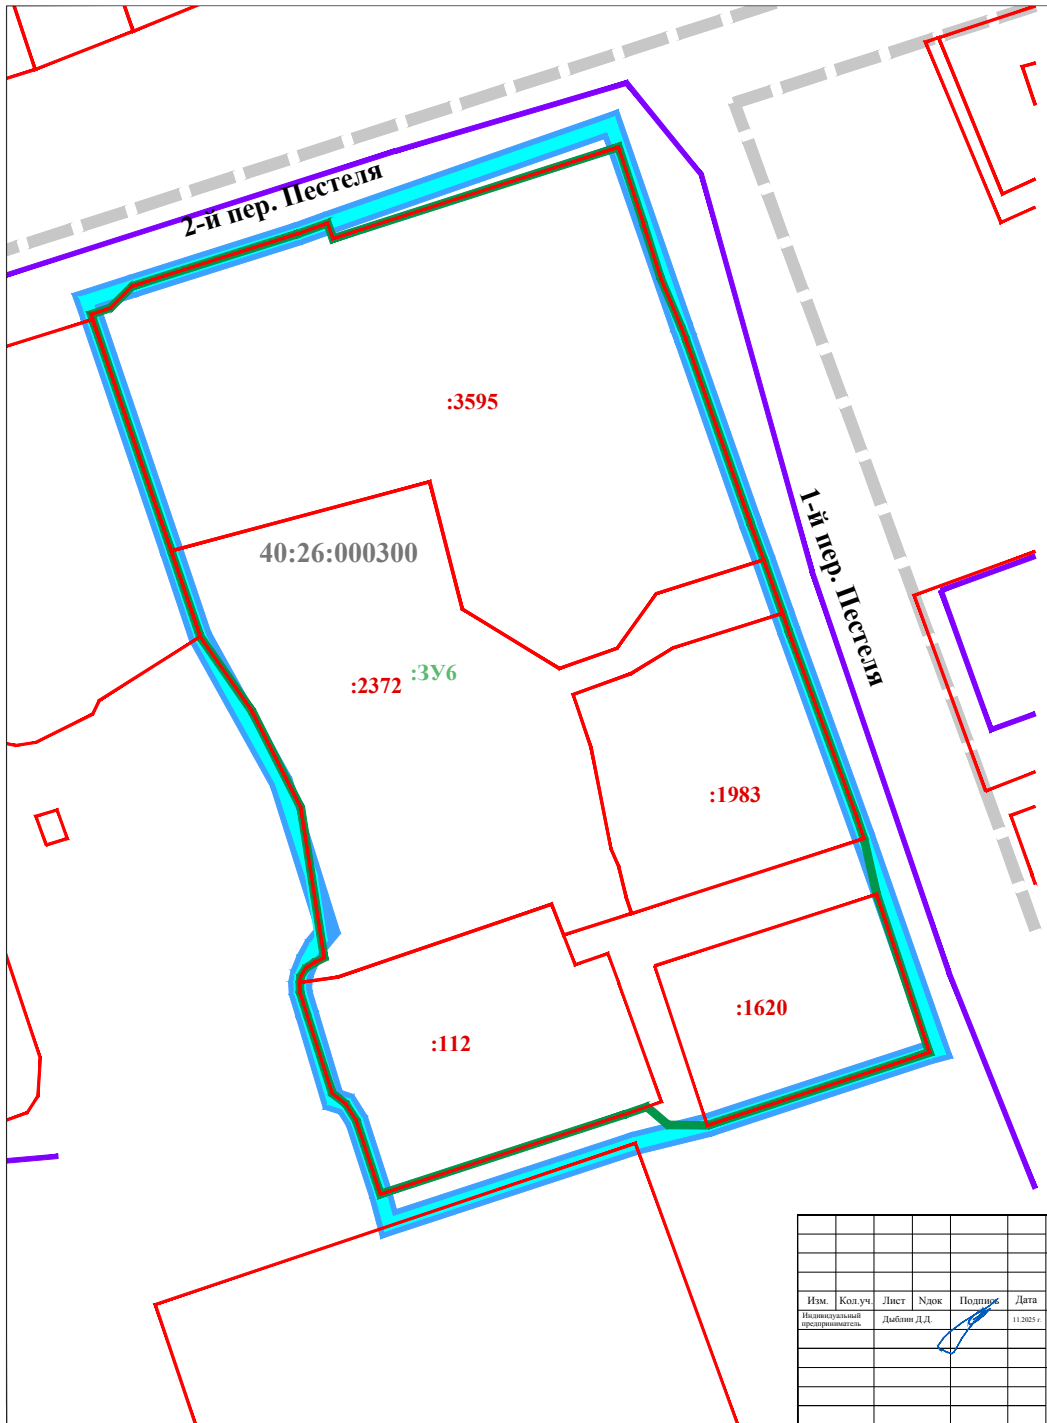 2-й пер. Пестеля
:3595
1-й пер. Пестеля
40:26:000300
:2372
:ЗУ6
:1983
:112
:1620
Изм. Кол.уч. Лист Nдок Подпись Дата
Индивидуальный
предприниматель
Дыблин Д.Д.
11.2025 г.